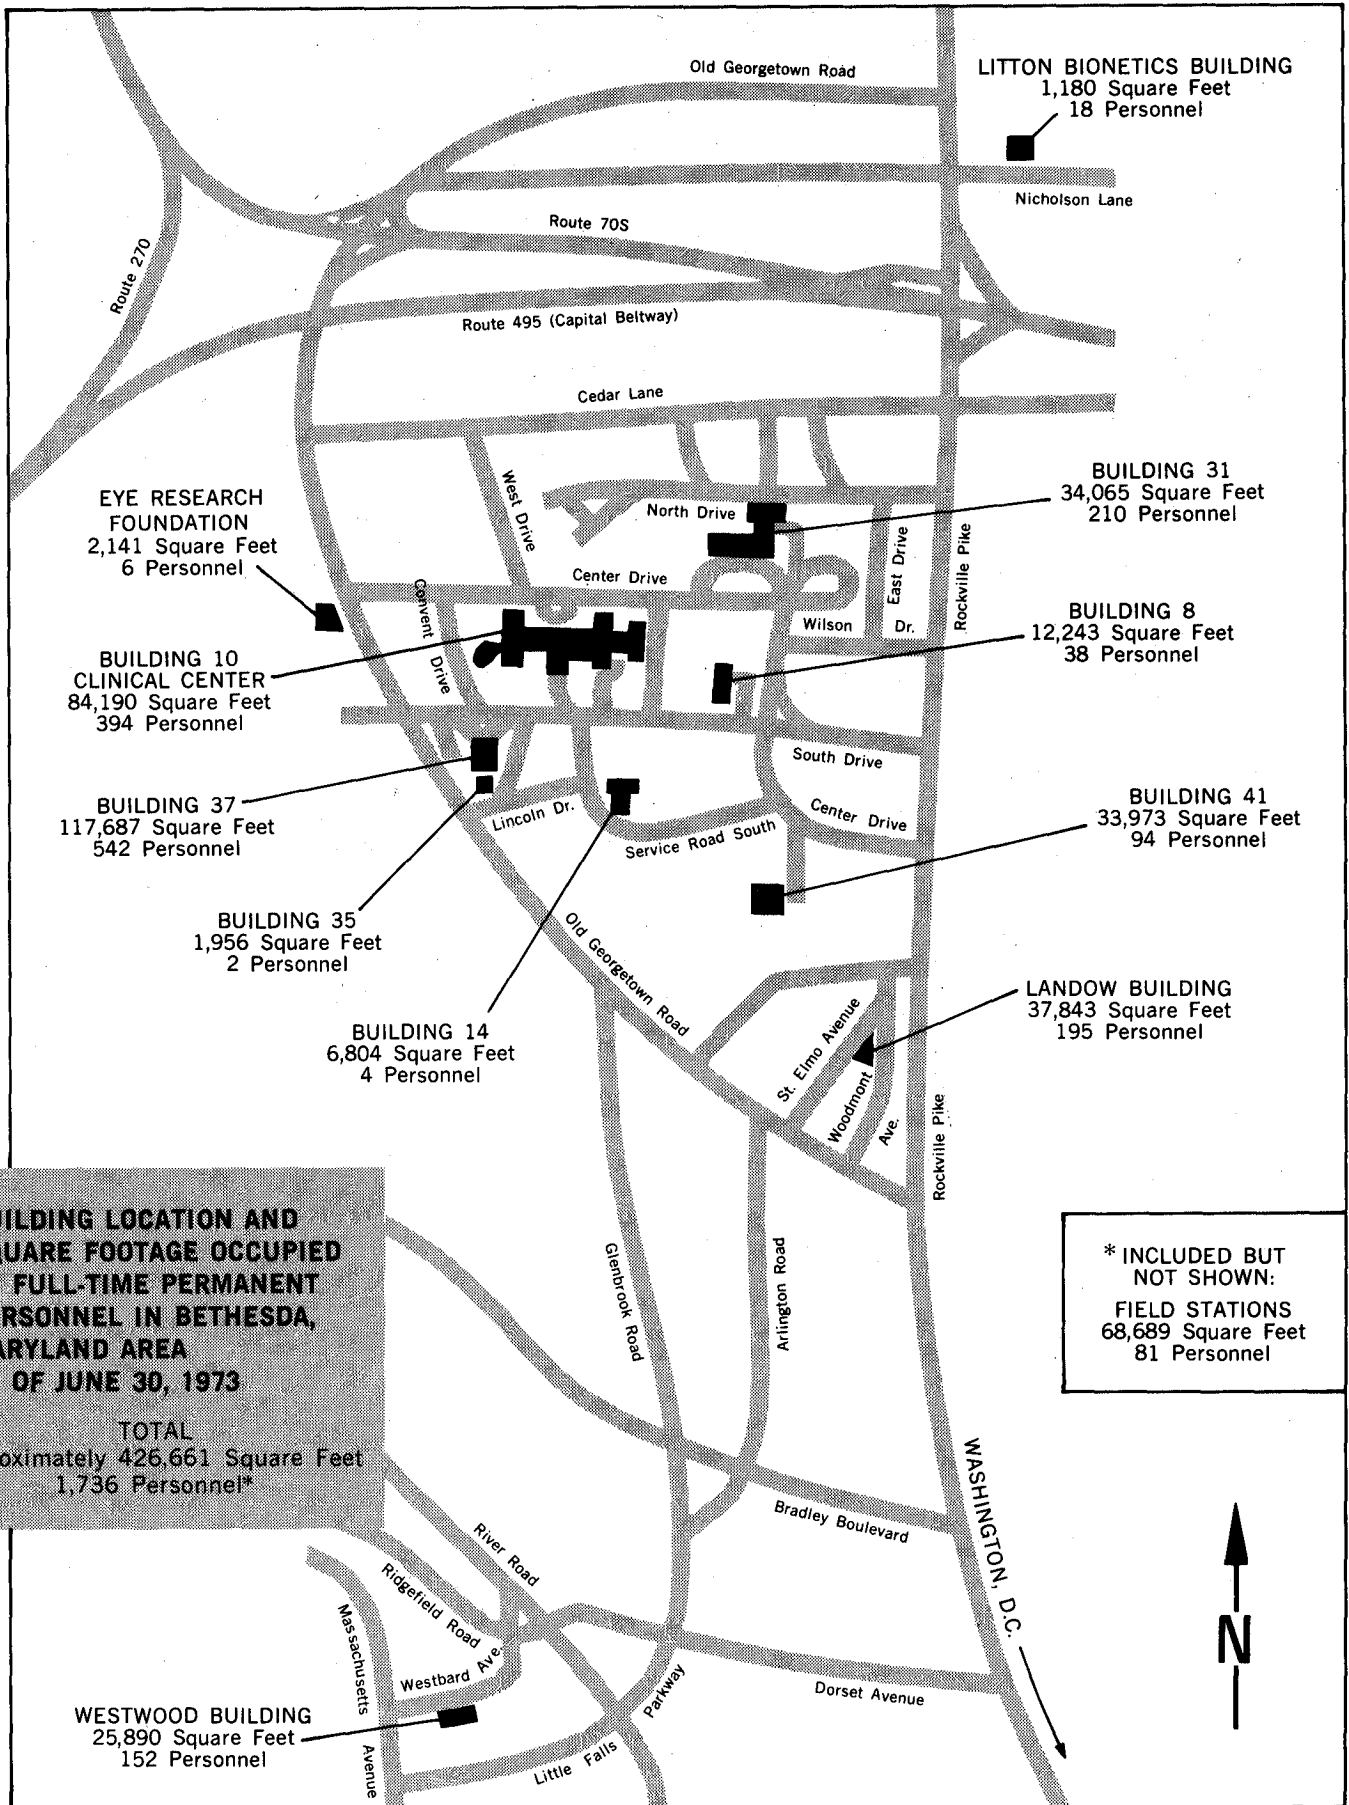 Old Georgetown Road
LITTON BIONETICS BUILDING
1,180 Square Feet
18 Personnel
Nicholson Lane
Route 70S
Route 270
Route 495 (Capital Beltway)
Cedar Lane
West Drive
North Drive
BUILDING 31
34,065 Square Feet
210 Personnel
EYE RESEARCH
FOUNDATION
2,141 Square Feet
6 Personnel
East Drive
Rockville Pike
Center Drive
Convent Drive
Wilson Dr.
BUILDING 8
12,243 Square Feet
38 Personnel
BUILDING 10
CLINICAL CENTER
84,190 Square Feet
394 Personnel
South Drive
BUILDING 37
117,687 Square Feet
542 Personnel
Lincoln Dr.
Service Road South
Center Drive
BUILDING 41
33,973 Square Feet
94 Personnel
BUILDING 35
1,956 Square Feet
2 Personnel
Old Georgetown Road
BUILDING 14
6,804 Square Feet
4 Personnel
LANDOW BUILDING
37,843 Square Feet
195 Personnel
St. Elmo Avenue
Woodmont Ave.
Rockville Pike
UILDING LOCATION AND
QUARE FOOTAGE OCCUPIED
FULL-TIME PERMANENT
RSONNEL IN BETHESDA,
ARYLAND AREA
OF JUNE 30, 1973
TOTAL
oximately 426,661 Square Feet
1,736 Personnel*
Glenbrook Road
Arlington Road
* INCLUDED BUT
NOT SHOWN:
FIELD STATIONS
68,689 Square Feet
81 Personnel
WASHINGTON, D.C.
Bradley Boulevard
River Road
Ridgefield Road
Massachusetts Avenue
Westbard Ave.
Parkway
Dorset Avenue
Little Falls
WESTWOOD BUILDING
25,890 Square Feet
152 Personnel
N